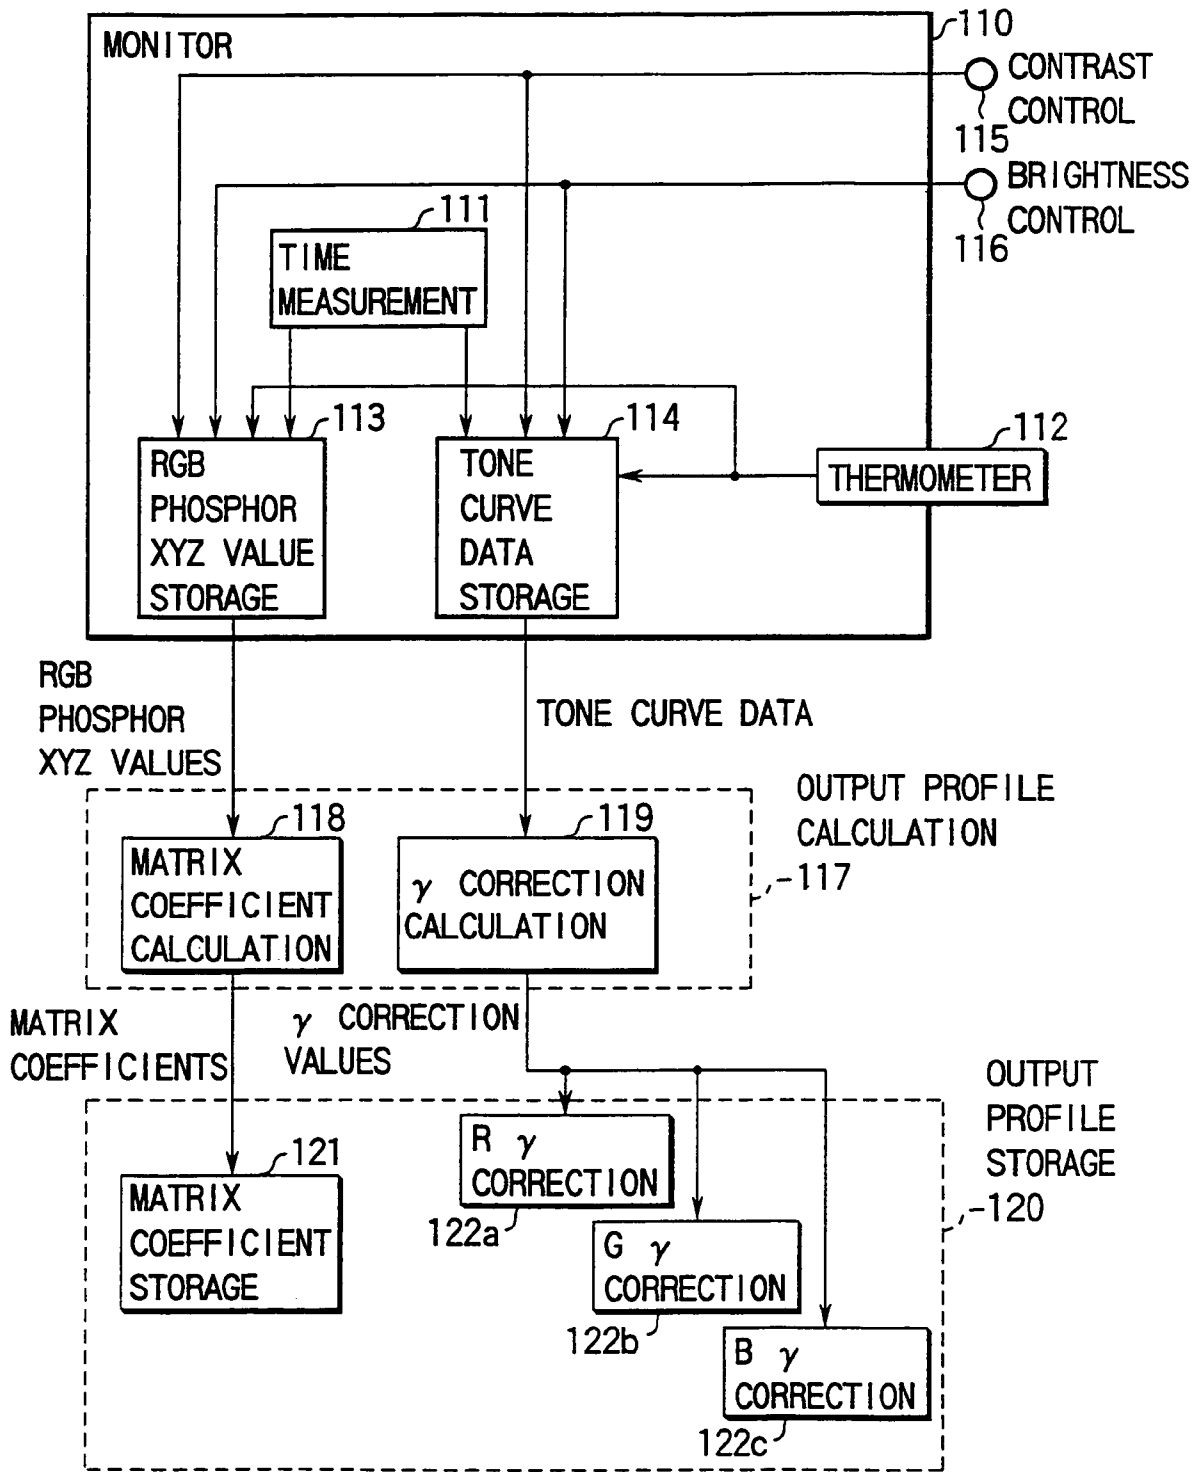 110
MONITOR
CONTRAST
CONTROL
115
BRIGHTNESS
CONTROL
116
111
TIME
MEASUREMENT
113
114
112
RGB
PHOSPHOR
XYZ VALUE
STORAGE
TONE
CURVE
DATA
STORAGE
THERMOMETER
RGB
PHOSPHOR
XYZ VALUES
TONE CURVE DATA
OUTPUT PROFILE
CALCULATION
117
118
119
MATRIX
COEFFICIENT
CALCULATION
γ CORRECTION
CALCULATION
MATRIX
COEFFICIENTS
γ CORRECTION
VALUES
OUTPUT
PROFILE
STORAGE
120
121
MATRIX
COEFFICIENT
STORAGE
R γ
CORRECTION
122a
G γ
CORRECTION
122b
B γ
CORRECTION
122c